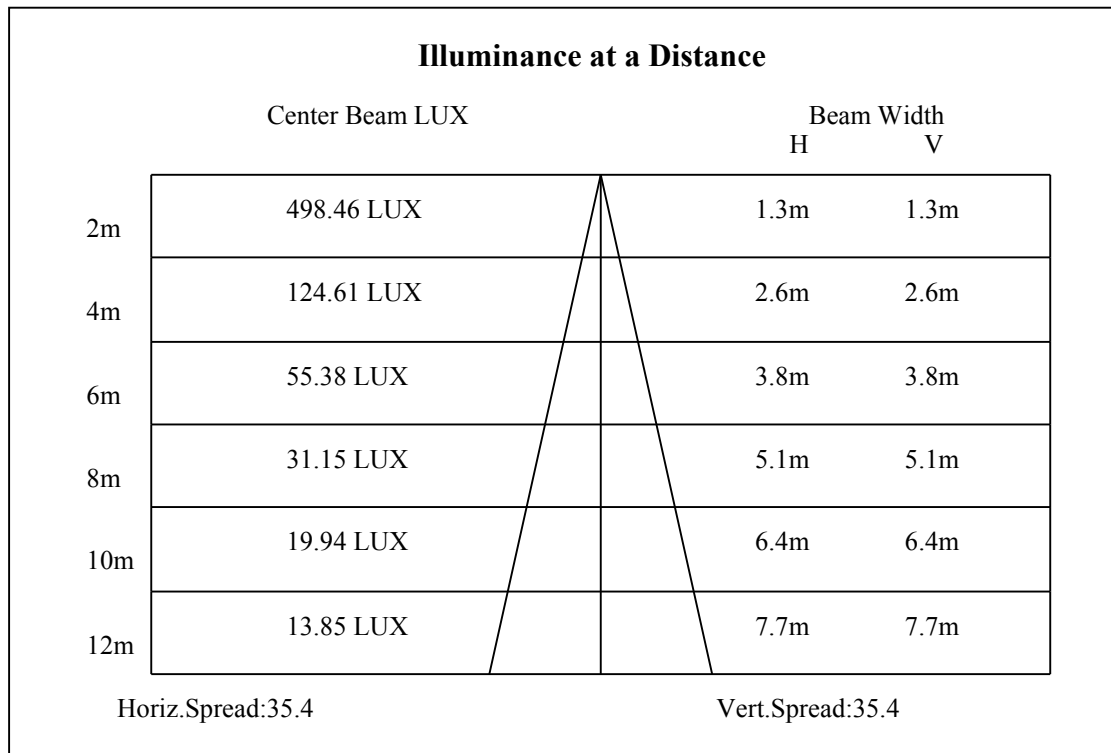 Illuminance at a Distance
Center Beam LUX Beam Width
H V
2m 498.46 LUX 1.3m 1.3m
4m 124.61 LUX 2.6m 2.6m
6m 55.38 LUX 3.8m 3.8m
8m 31.15 LUX 5.1m 5.1m
10m 19.94 LUX 6.4m 6.4m
12m 13.85 LUX 7.7m 7.7m
Horiz.Spread:35.4 Vert.Spread:35.4